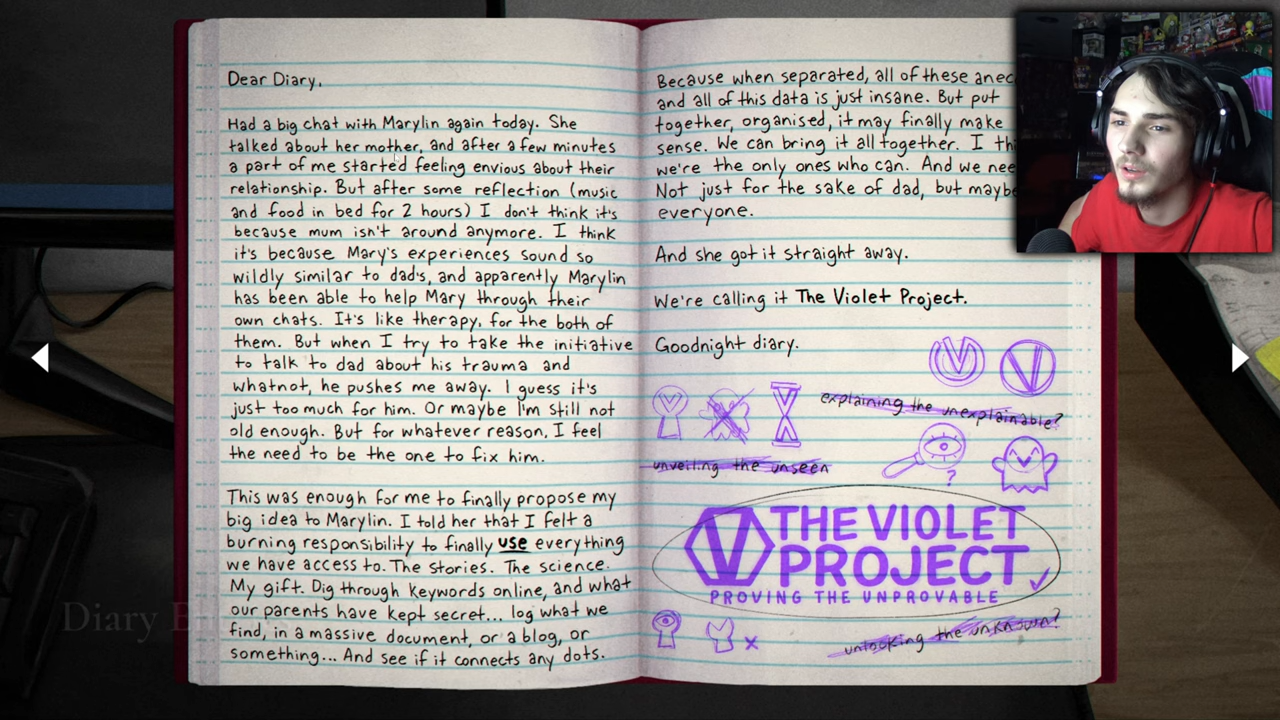 Dear Diary,
Had a big chat with Marylin again today. She
talked about her mother, and after a few minutes
a part of me started feeling envious about their
relationship. But after some reflection (music
and food in bed for 2 hours) I don't think it's
because mum isn't around anymore. I think
it's because Mary's experiences sound so
wildly similar to dad's, and apparently Marylin
has been able to help Mary through their
own chats. It's like therapy, for the both of
them. But when I try to take the initiative
to talk to dad about his trauma and
whatnot, he pushes me away. I guess it's
just too much for him. Or maybe I'm still not
old enough. But for whatever reason, I feel
the need to be the one to fix him.
This was enough for me to finally propose my
big idea to Marylin. I told her that I felt a
burning responsibility to finally use everything
we have access to. The stories. The science.
My gift. Dig through keywords online, and what
our parents have kept secret... log what we
find, in a massive document, or a blog, or
something... And see if it connects any dots.
Because when separated, all of these
and all of this data is just insane. But put
together, organised, it may finally make
sense. We can bring it all together. I
we're the only ones who can. And we
Not just for the sake of dad, but
everyone.
And she got it straight away.
We're calling it The Violet Project.
Goodnight diary.
explaining the unexplainable?
unveiling the unseen
?
THE VIOLET
PROJECT
PROVING THE UNPROVABLE
unlocking the unknown?
Diary